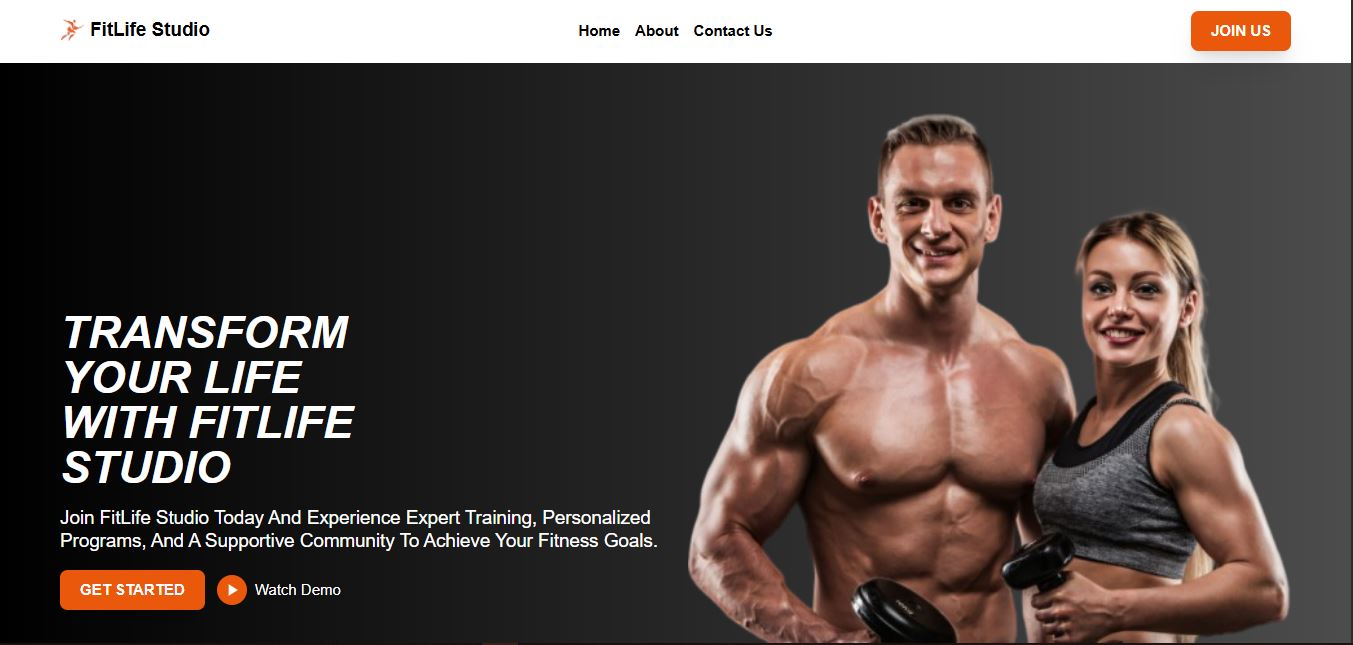 FitLife Studio
Home About Contact Us
JOIN US
TRANSFORM
YOUR LIFE
WITH FITLIFE
STUDIO
Join FitLife Studio Today And Experience Expert Training, Personalized
Programs, And A Supportive Community To Achieve Your Fitness Goals.
GET STARTED
Watch Demo